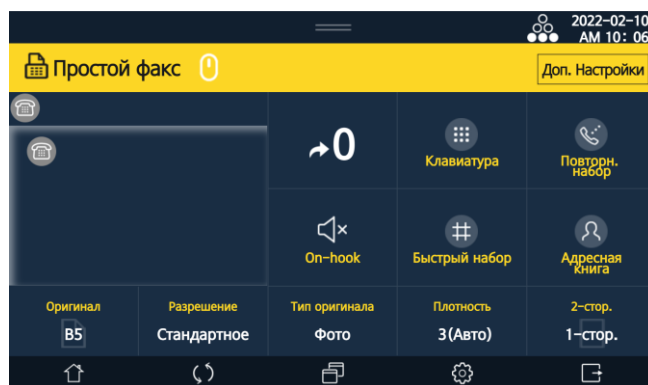 2022-02-10
AM 10: 06
Простой факс
Доп. Настройки
0
Клавиатура
Повторн.
набор
On-hook
Быстрый набор
Адресная
книга
Оригинал
Разрешение
Тип оригинала
Плотность
2-стор.
B5
Стандартное
Фото
3(Авто)
1-стор.